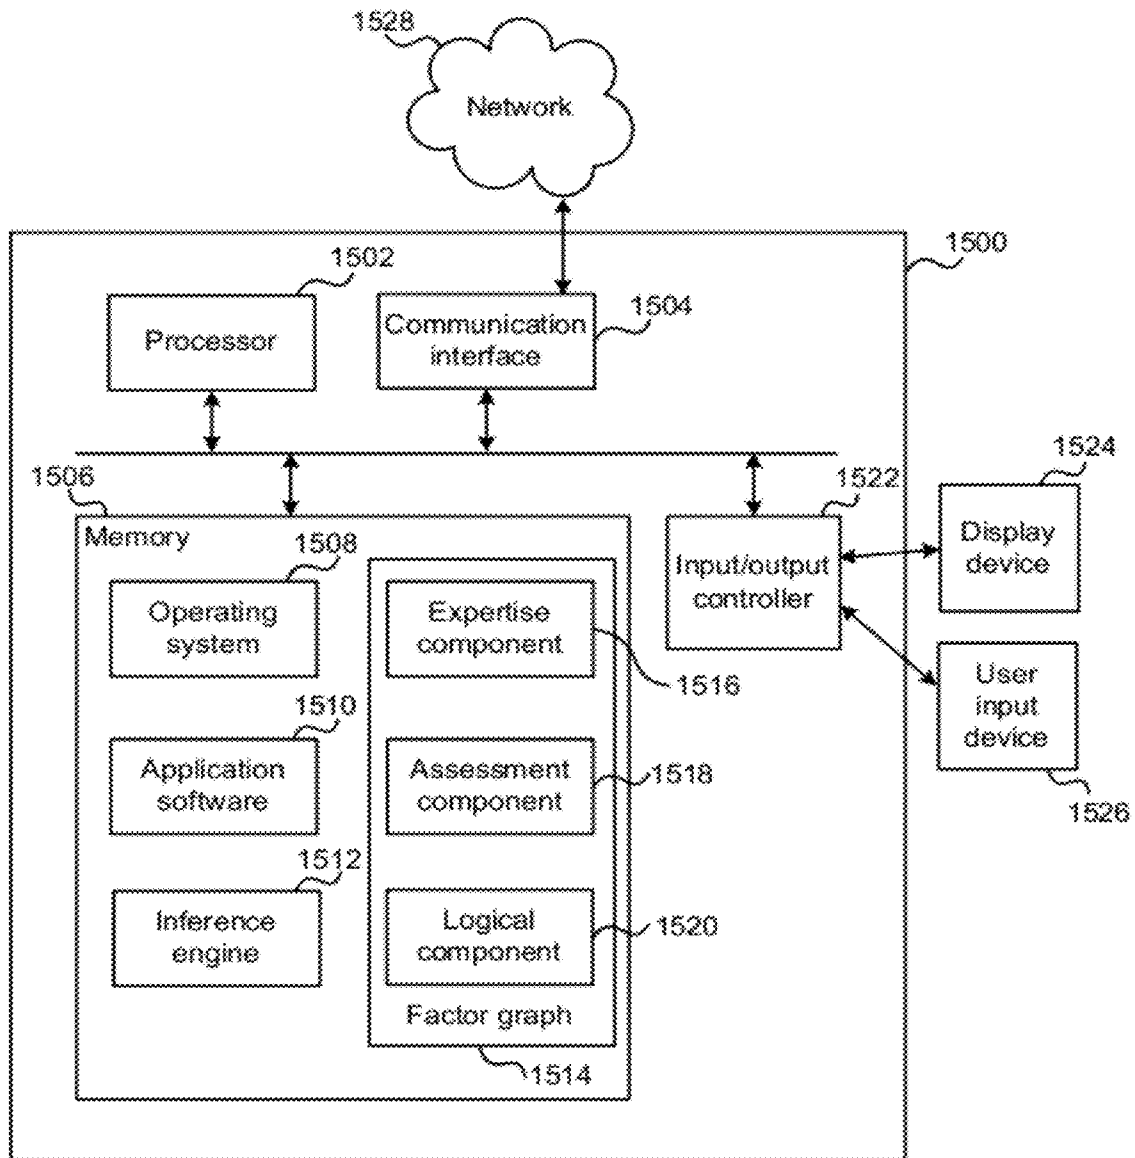 1528
Network
1500
1502
Processor
Communication
interface
1504
1506
Memory
1508
Operating
system
1510
Application
software
1512
Inference
engine
Expertise
component
1516
Assessment
component
1518
Logical
component
1520
Factor graph
1514
1522
Input/output
controller
1524
Display
device
User
input
device
1526